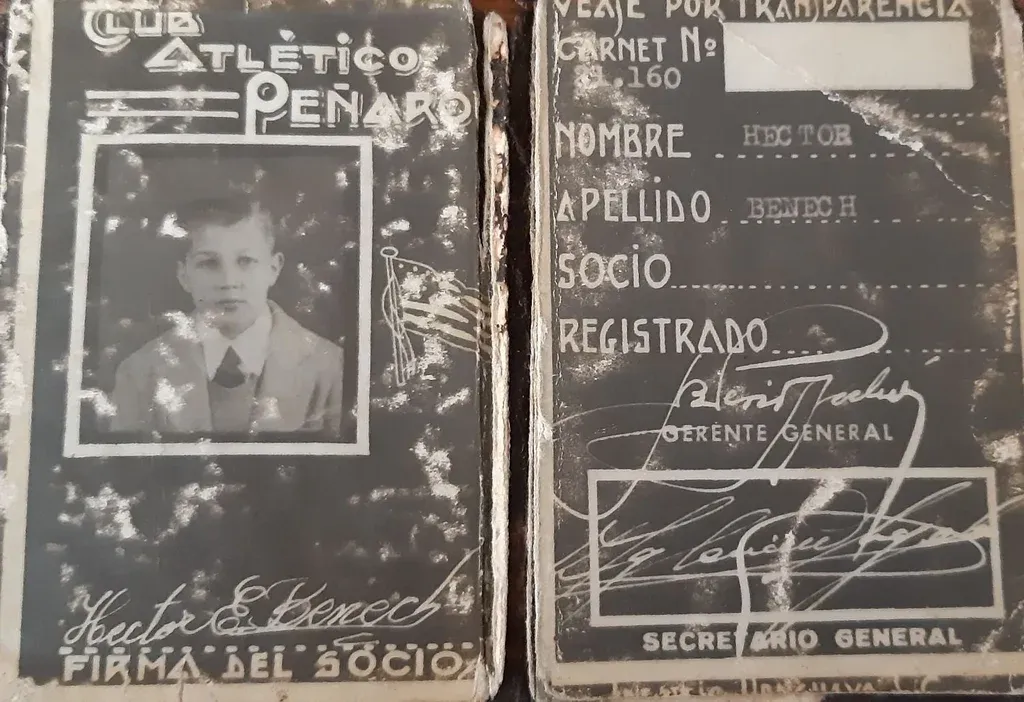 CLUB
ATLÈTICO
PEÑAROL
Hector E. Benech
FIRMA DEL SOCIO
VEASE POR TRANSPARENCIA
CARNET Nº
.160
NOMBRE HECTOR
APELLIDO BENECH
SOCIO
REGISTRADO
GERENTE GENERAL
SECRETARIO GENERAL